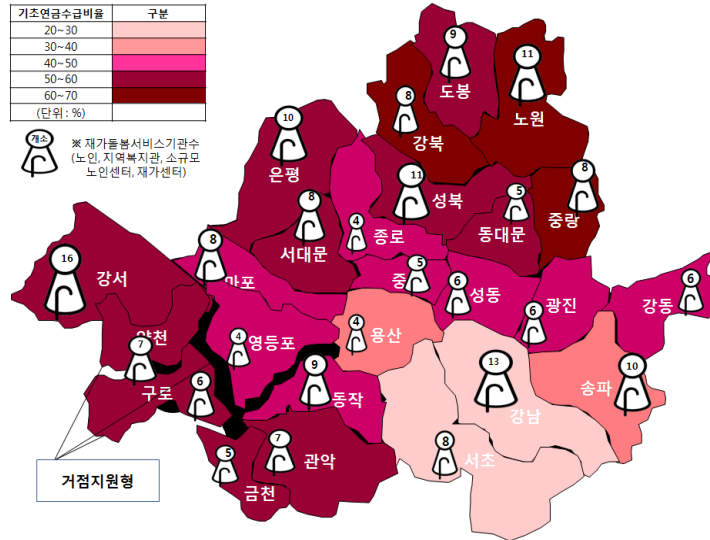 기초연금수급비율 구분
20~30
30~40
40~50
50~60
60~70
(단위 : %)
개소
※ 재가돌봄서비스기관수
(노인, 지역복지관, 소규모
노인센터, 재가센터)
9
도봉
11
노원
8
강북
10
은평
11
성북
5
동대문
8
중랑
8
서대문
4
종로
16
강서
8
마포
5
중
6
성동
6
광진
6
강동
양천
7
4
영등포
4
용산
구로
6
9
동작
13
강남
10
송파
8
서초
5
금천
7
관악
거점지원형